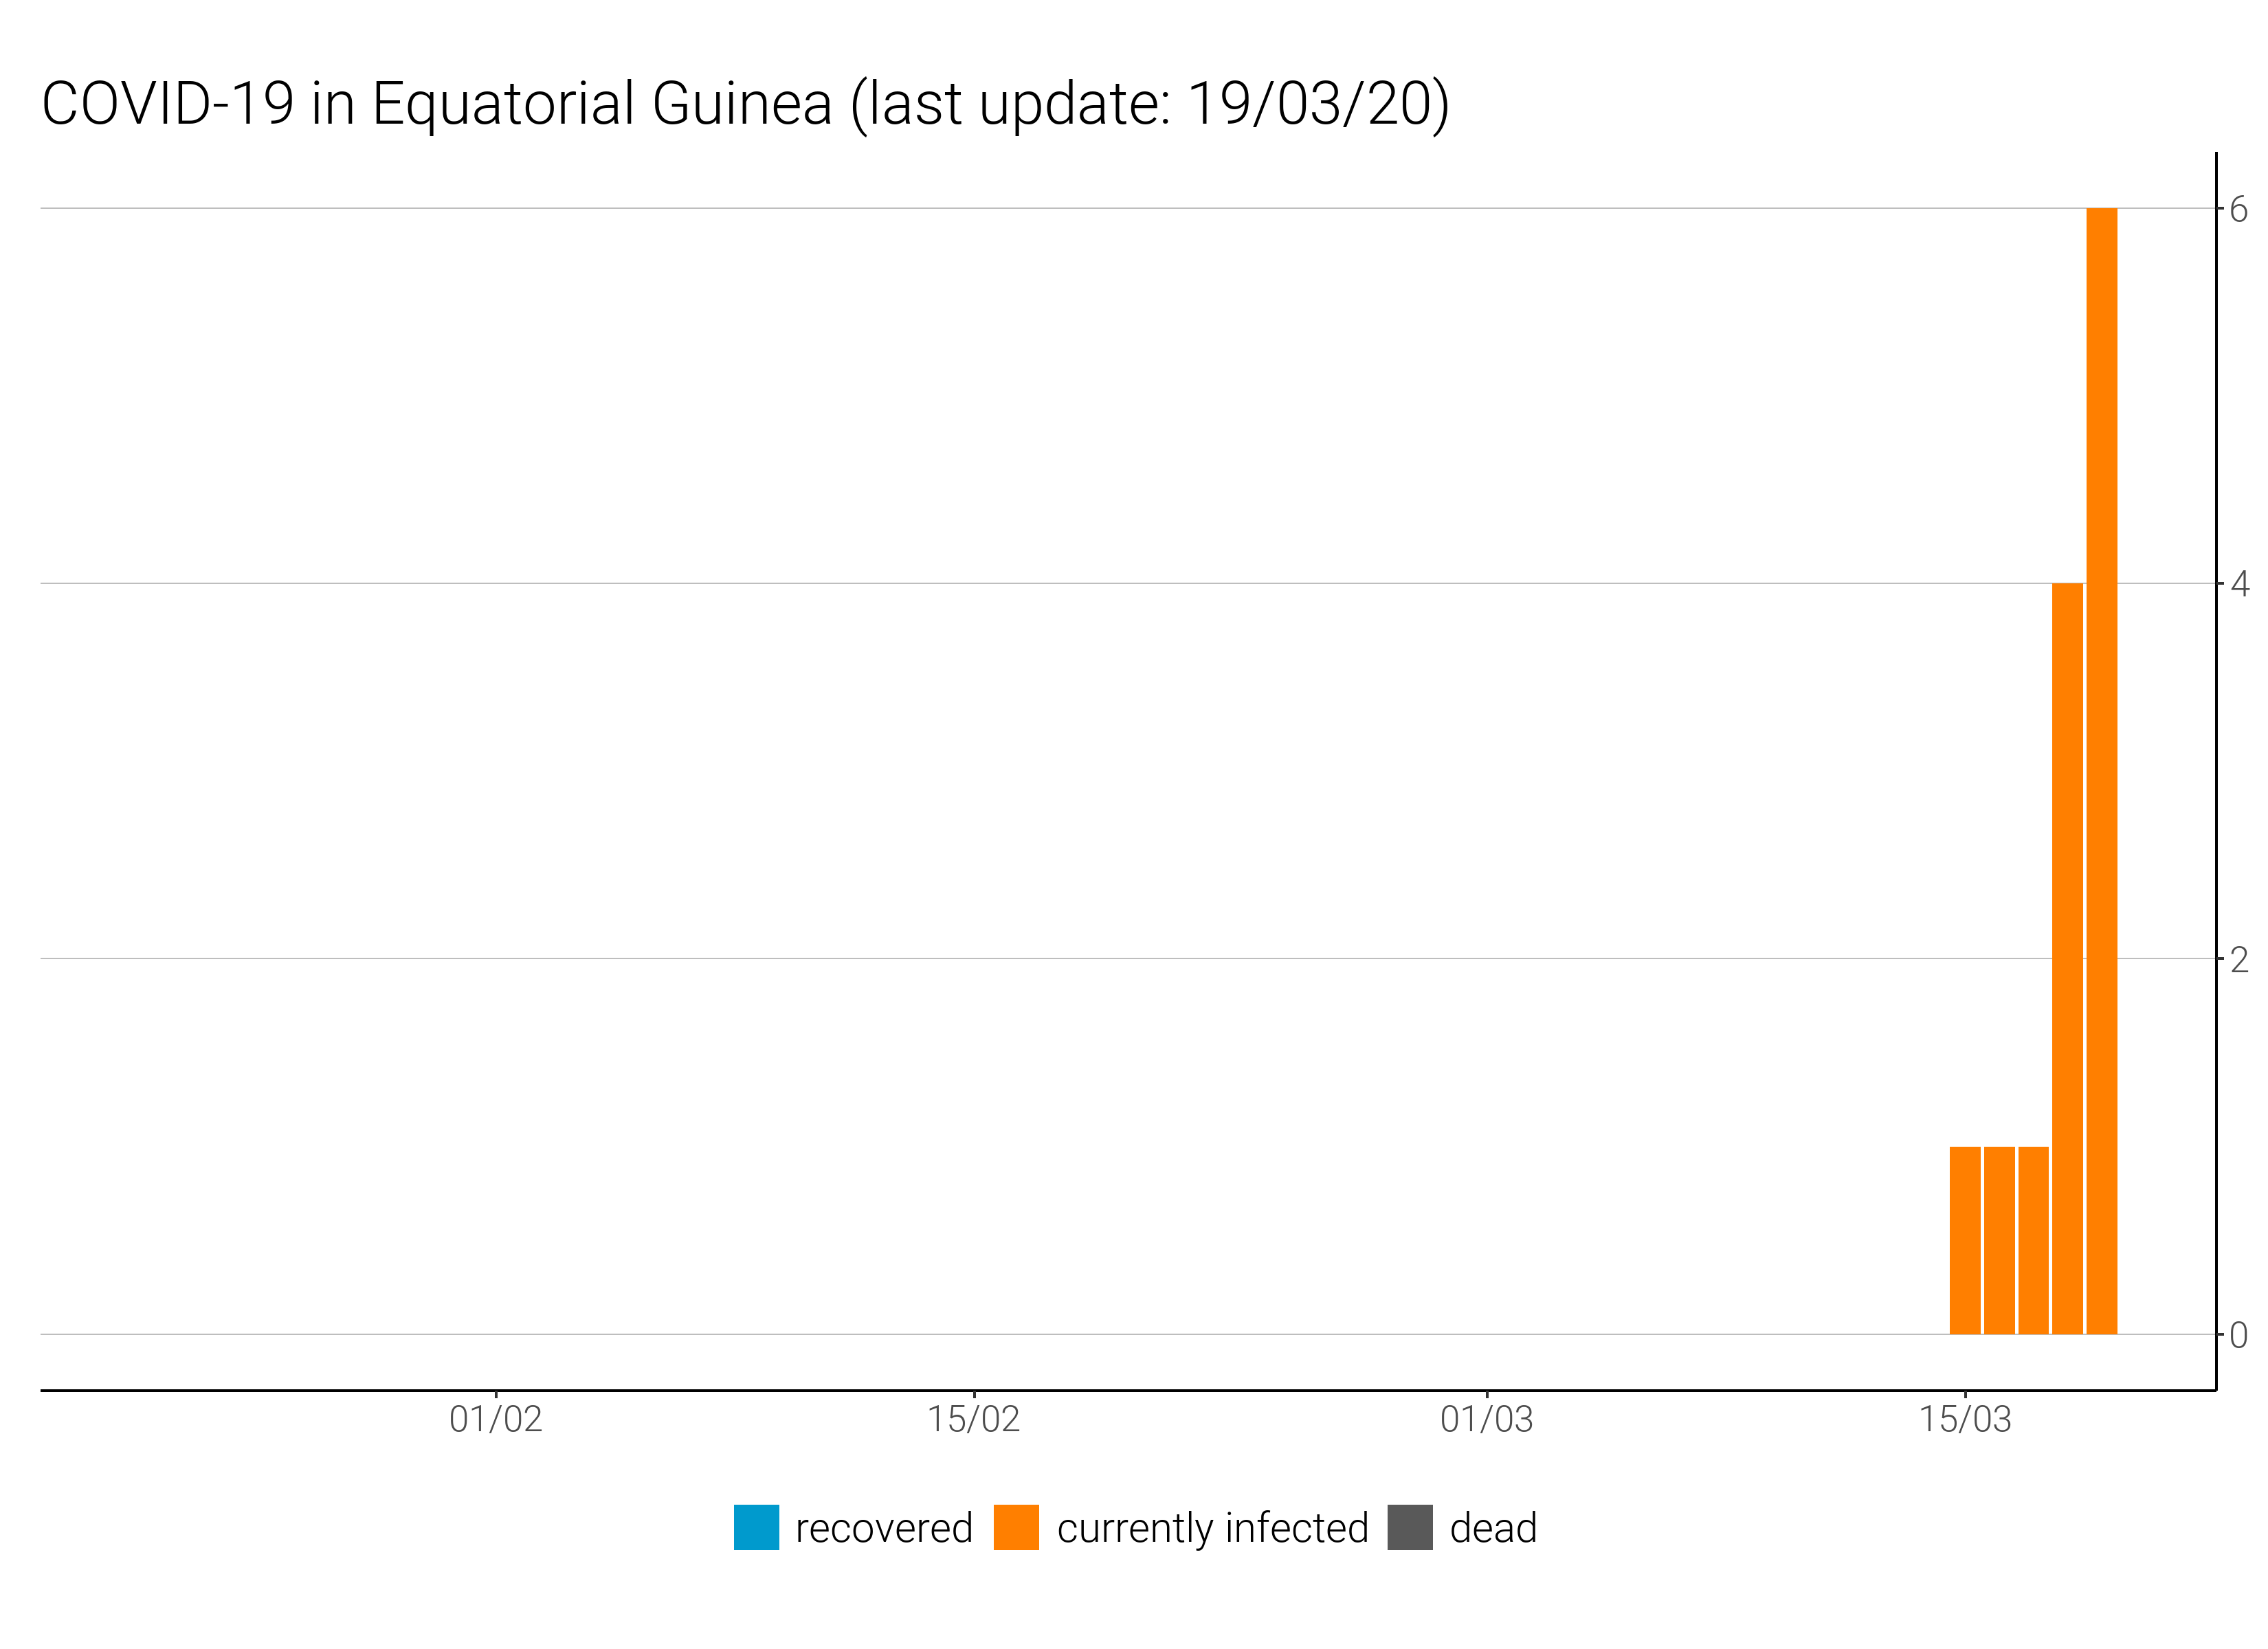 COVID-19 in Equatorial Guinea (last update: 19/03/20)
6
4
2
0
01/02 15/02 01/03 15/03
recovered currently infected dead